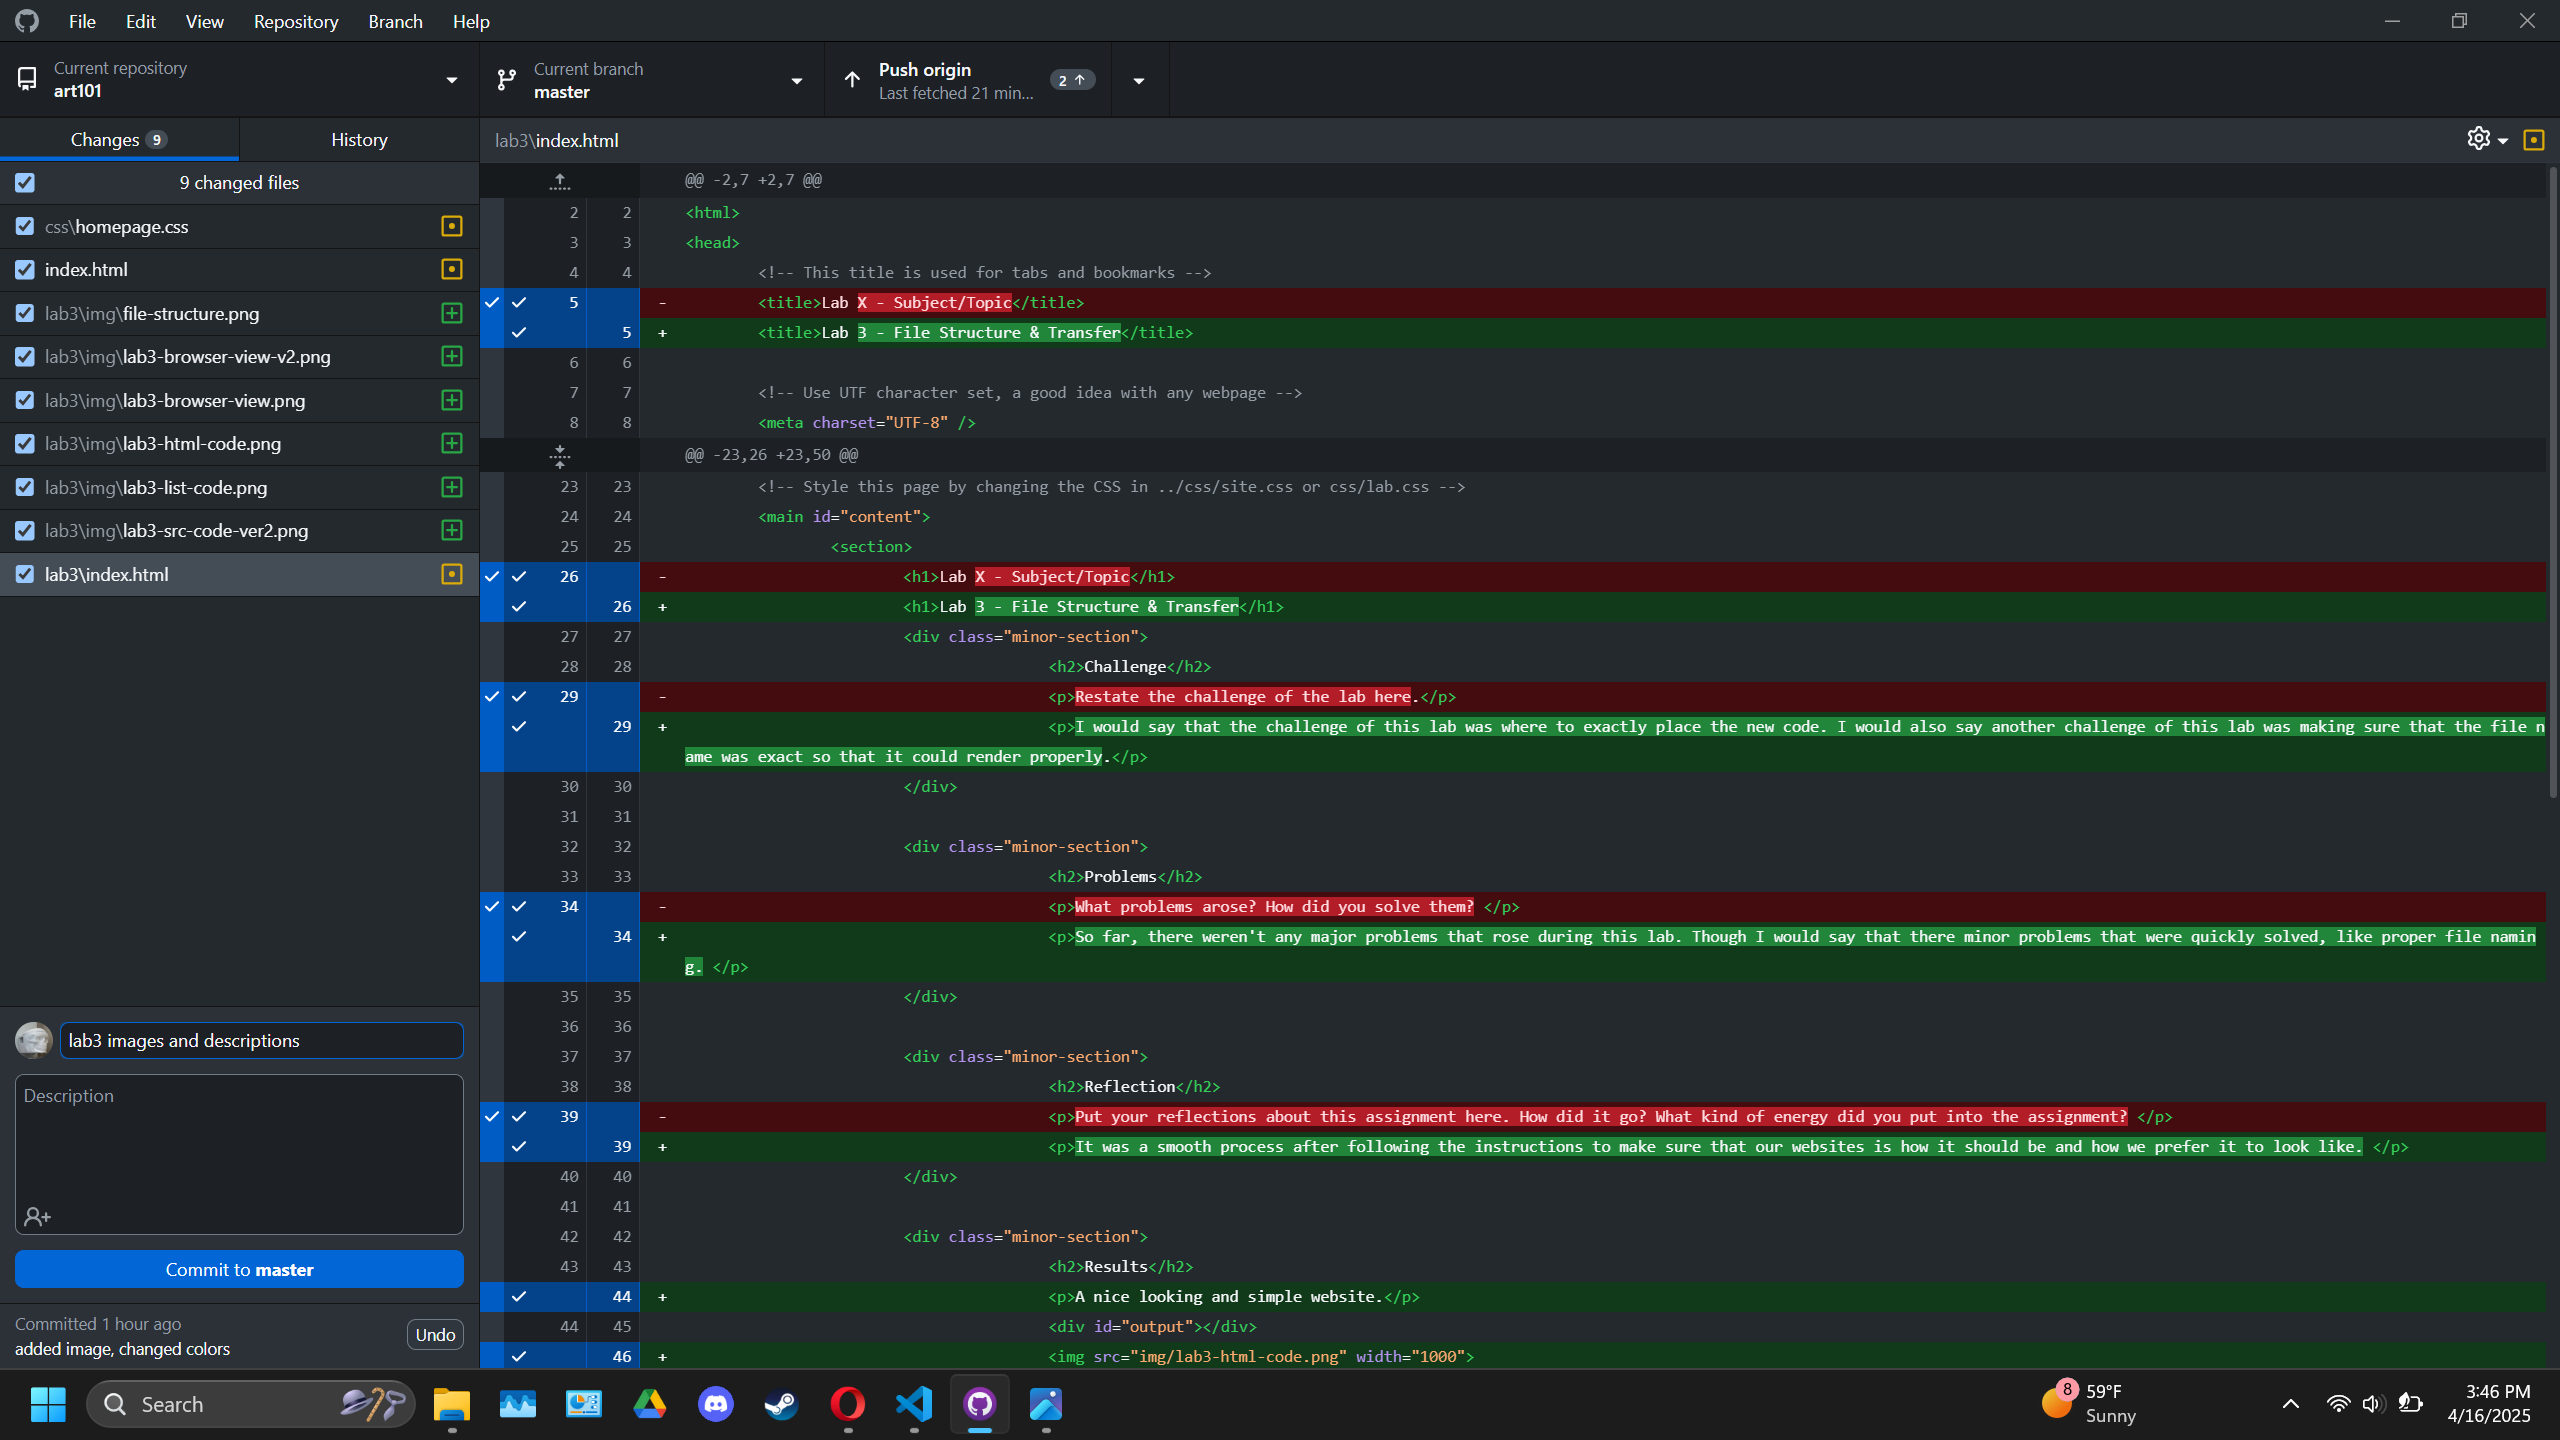 File Edit View Repository Branch Help
Current repository
art101
Current branch
master
Push origin
Last fetched 21 min...
2
Changes 9
History
lab3\index.html
9 changed files
css\homepage.css
index.html
lab3\img\file-structure.png
lab3\img\lab3-browser-view-v2.png
lab3\img\lab3-browser-view.png
lab3\img\lab3-html-code.png
lab3\img\lab3-list-code.png
lab3\img\lab3-src-code-ver2.png
lab3\index.html
lab3 images and descriptions
Description
Commit to master
Committed 1 hour ago
added image, changed colors
Undo
@@ -2,7 +2,7 @@
2 2 <html>
3 3 <head>
4 4 <!-- This title is used for tabs and bookmarks -->
5 - <title>Lab X - Subject/Topic</title>
5 + <title>Lab 3 - File Structure & Transfer</title>
6 6
7 7 <!-- Use UTF character set, a good idea with any webpage -->
8 8 <meta charset="UTF-8" />
@@ -23,26 +23,50 @@
23 23 <!-- Style this page by changing the CSS in ../css/site.css or css/lab.css -->
24 24 <main id="content">
25 25 <section>
26 - <h1>Lab X - Subject/Topic</h1>
26 + <h1>Lab 3 - File Structure & Transfer</h1>
27 27 <div class="minor-section">
28 28 <h2>Challenge</h2>
29 - <p>Restate the challenge of the lab here.</p>
29 + <p>I would say that the challenge of this lab was where to exactly place the new code. I would also say another challenge of this lab was making sure that the file n
ame was exact so that it could render properly.</p>
30 30 </div>
31 31
32 32 <div class="minor-section">
33 33 <h2>Problems</h2>
34 - <p>What problems arose? How did you solve them? </p>
34 + <p>So far, there weren't any major problems that rose during this lab. Though I would say that there minor problems that were quickly solved, like proper file namin
g. </p>
35 35 </div>
36 36
37 37 <div class="minor-section">
38 38 <h2>Reflection</h2>
39 - <p>Put your reflections about this assignment here. How did it go? What kind of energy did you put into the assignment? </p>
39 + <p>It was a smooth process after following the instructions to make sure that our websites is how it should be and how we prefer it to look like. </p>
40 40 </div>
41 41
42 42 <div class="minor-section">
43 43 <h2>Results</h2>
44 + <p>A nice looking and simple website.</p>
44 45 <div id="output"></div>
46 + <img src="img/lab3-html-code.png" width="1000">
Search
8
59°F
Sunny
3:46 PM
4/16/2025